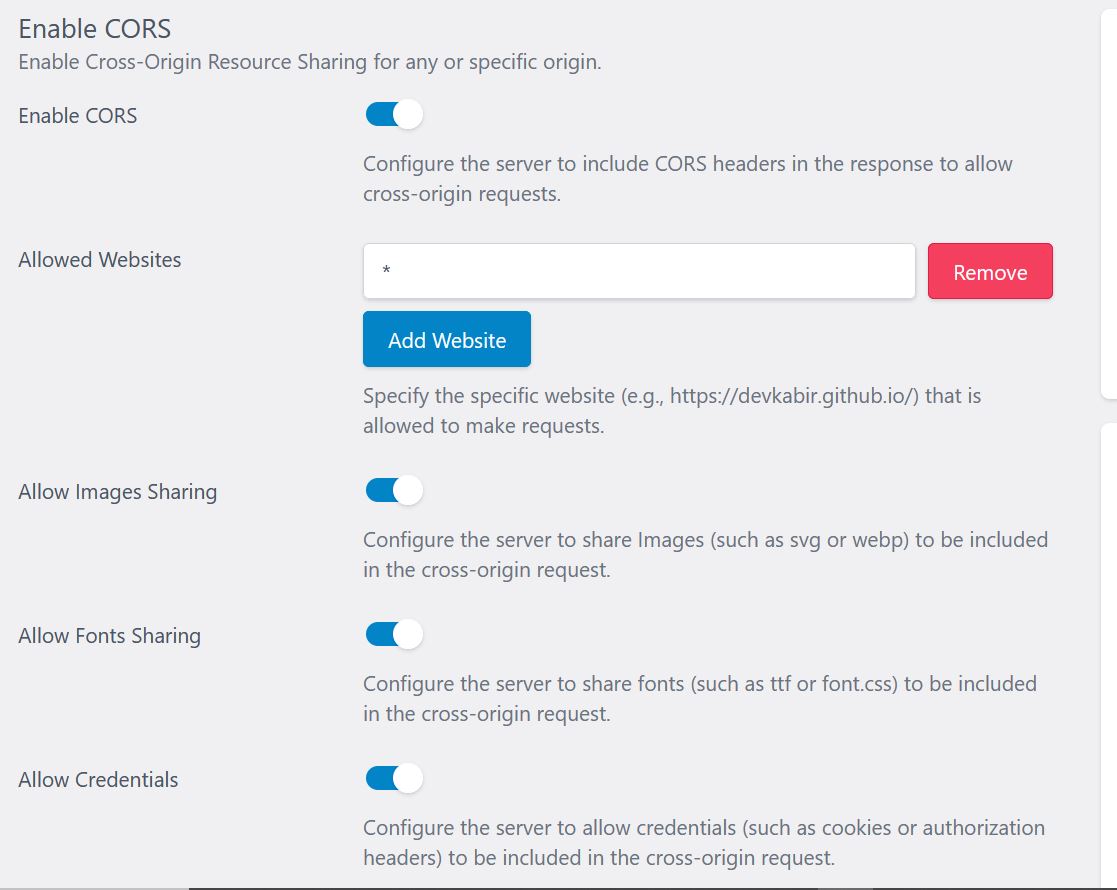 Enable CORS
Enable Cross-Origin Resource Sharing for any or specific origin.
Enable CORS
Configure the server to include CORS headers in the response to allow
cross-origin requests.
Allowed Websites
*
Remove
Add Website
Specify the specific website (e.g., https://devkabir.github.io/) that is
allowed to make requests.
Allow Images Sharing
Configure the server to share Images (such as svg or webp) to be included
in the cross-origin request.
Allow Fonts Sharing
Configure the server to share fonts (such as ttf or font.css) to be included
in the cross-origin request.
Allow Credentials
Configure the server to allow credentials (such as cookies or authorization
headers) to be included in the cross-origin request.